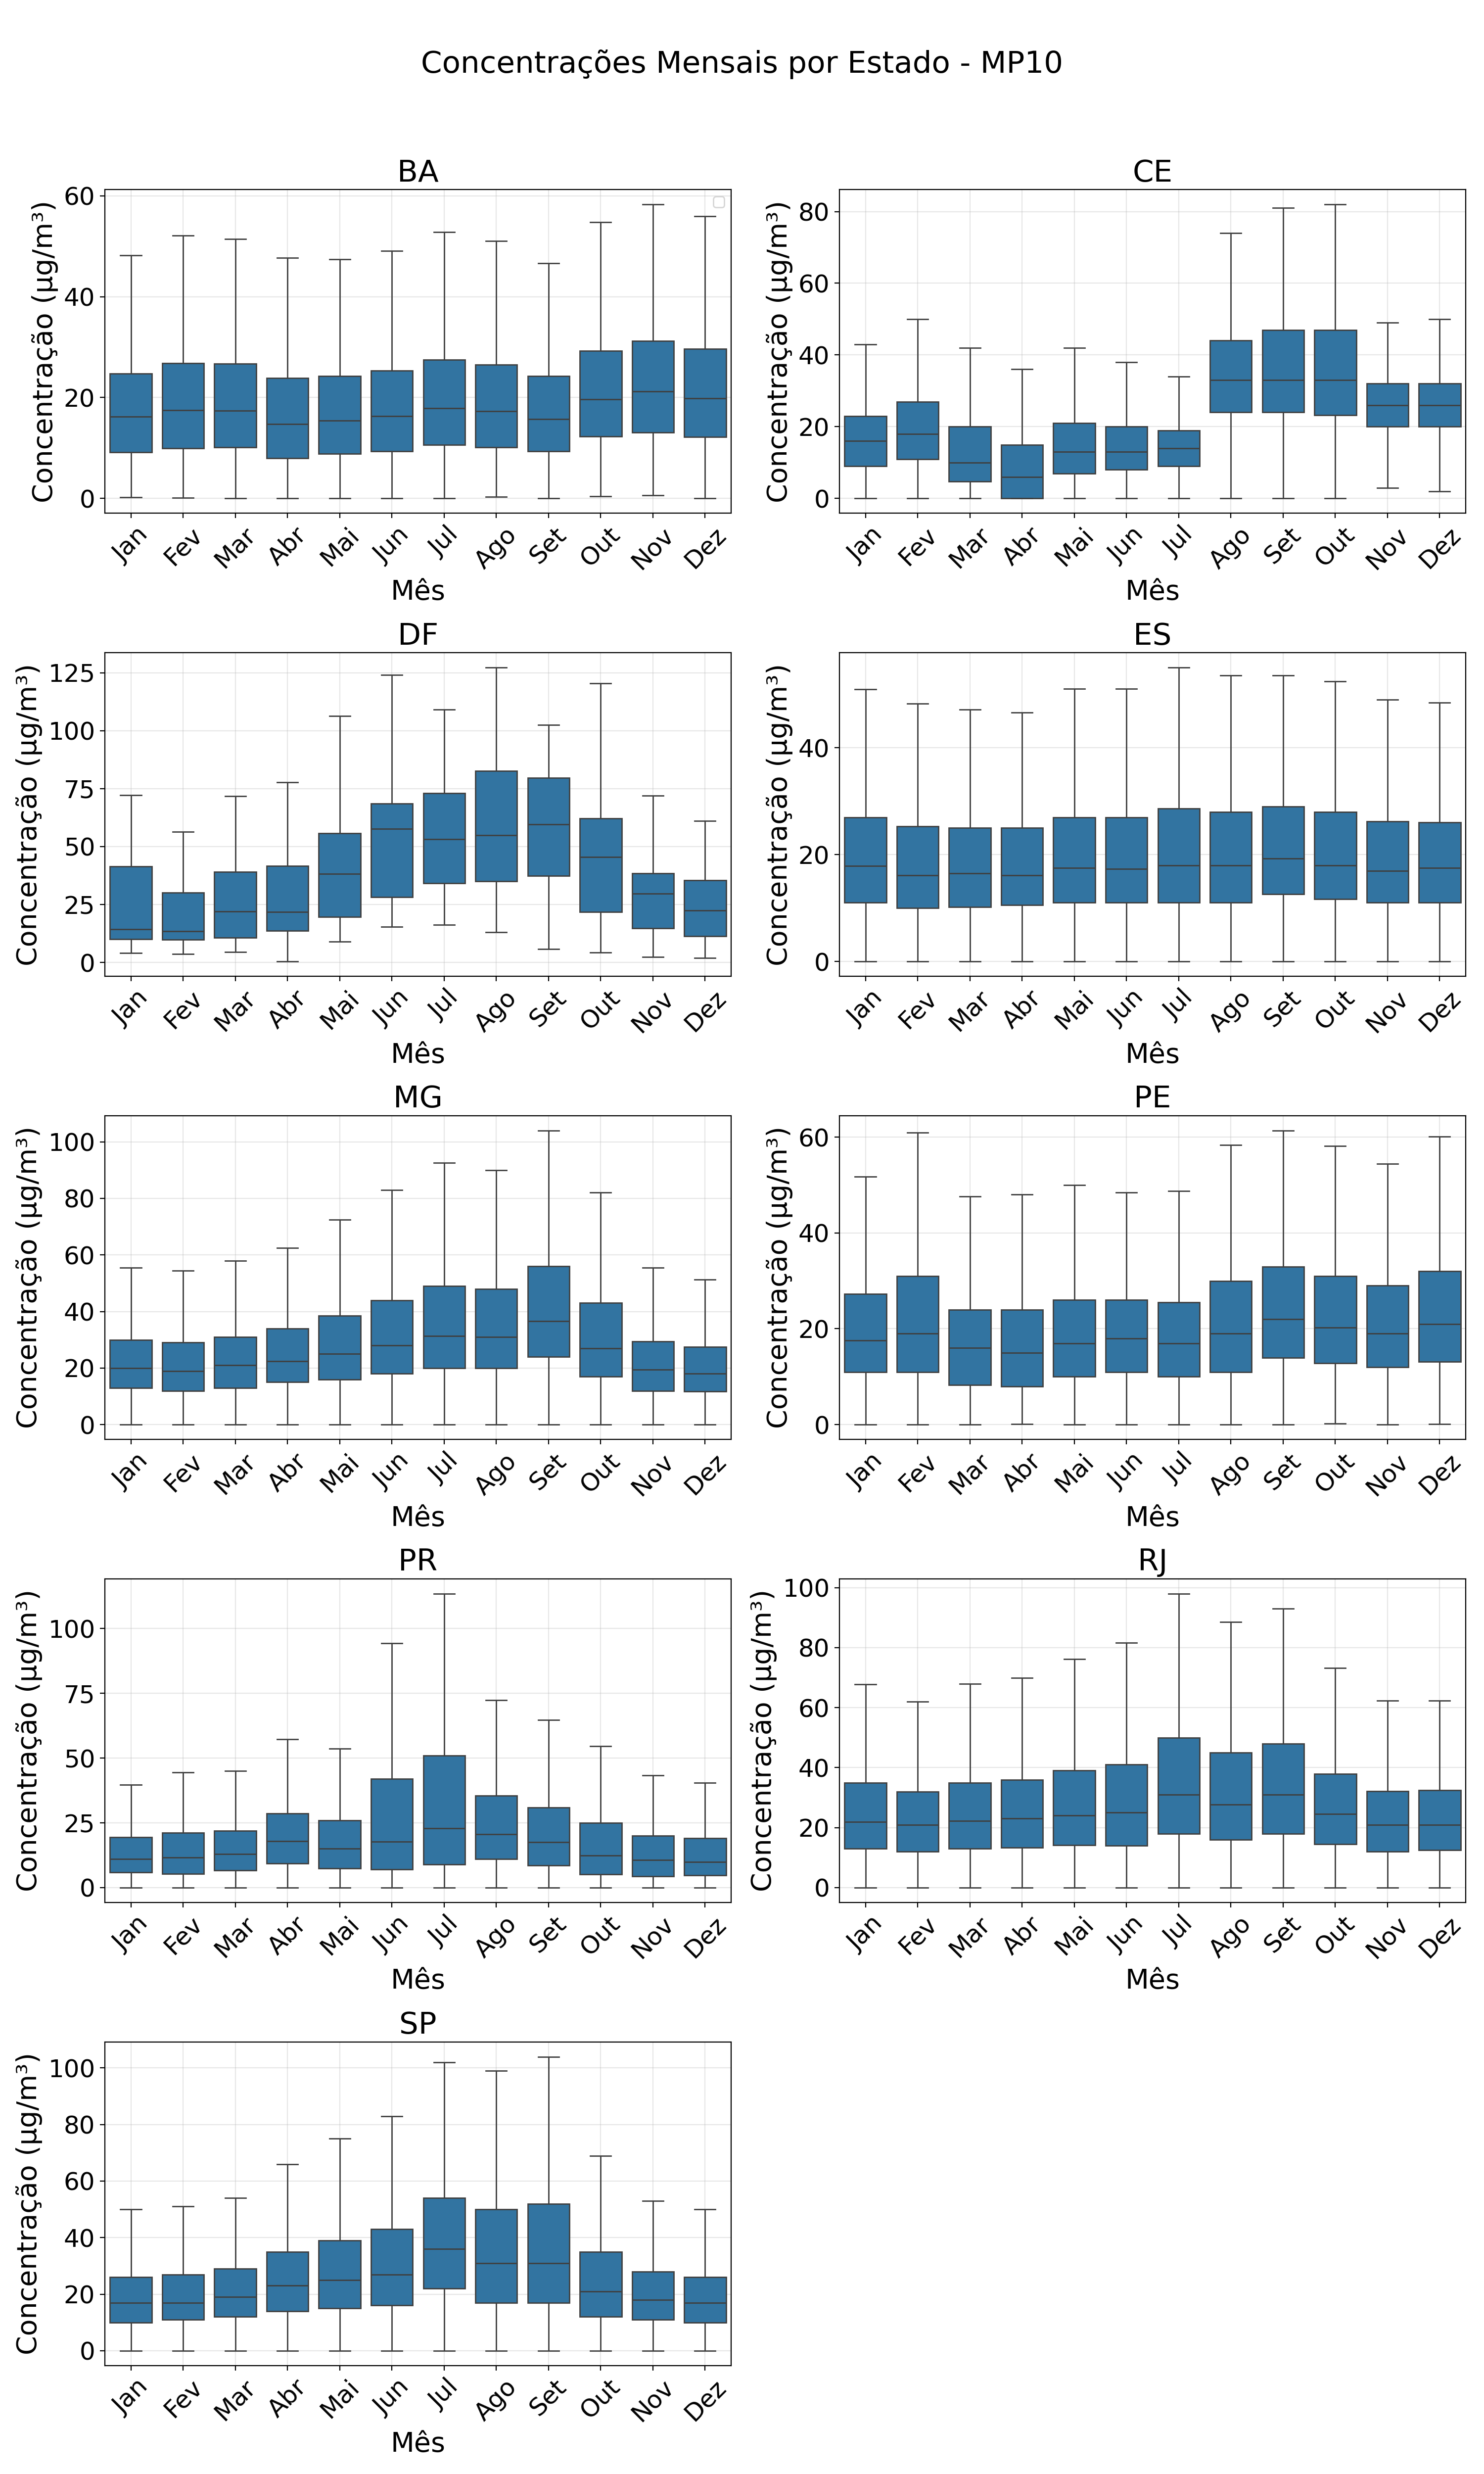 Concentrações Mensais por Estado - MP10
BA
Concentração (µg/m³)
60
40
20
0
Jan Fev Mar Abr Mai Jun Jul Ago Set Out Nov Dez
Mês
CE
Concentração (µg/m³)
80
60
40
20
0
Jan Fev Mar Abr Mai Jun Jul Ago Set Out Nov Dez
Mês
DF
Concentração (µg/m³)
125
100
75
50
25
0
Jan Fev Mar Abr Mai Jun Jul Ago Set Out Nov Dez
Mês
ES
Concentração (µg/m³)
40
20
0
Jan Fev Mar Abr Mai Jun Jul Ago Set Out Nov Dez
Mês
MG
Concentração (µg/m³)
100
80
60
40
20
0
Jan Fev Mar Abr Mai Jun Jul Ago Set Out Nov Dez
Mês
PE
Concentração (µg/m³)
60
40
20
0
Jan Fev Mar Abr Mai Jun Jul Ago Set Out Nov Dez
Mês
PR
Concentração (µg/m³)
100
75
50
25
0
Jan Fev Mar Abr Mai Jun Jul Ago Set Out Nov Dez
Mês
RJ
Concentração (µg/m³)
100
80
60
40
20
0
Jan Fev Mar Abr Mai Jun Jul Ago Set Out Nov Dez
Mês
SP
Concentração (µg/m³)
100
80
60
40
20
0
Jan Fev Mar Abr Mai Jun Jul Ago Set Out Nov Dez
Mês